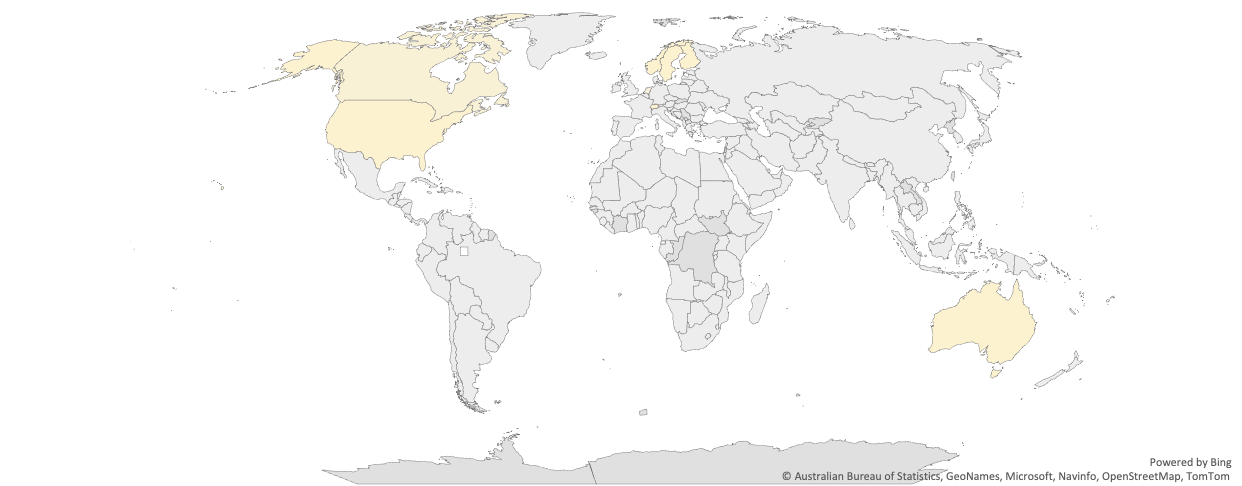 Powered by Bing
© Australian Bureau of Statistics, GeoNames, Microsoft, Navinfo, OpenStreetMap, TomTom